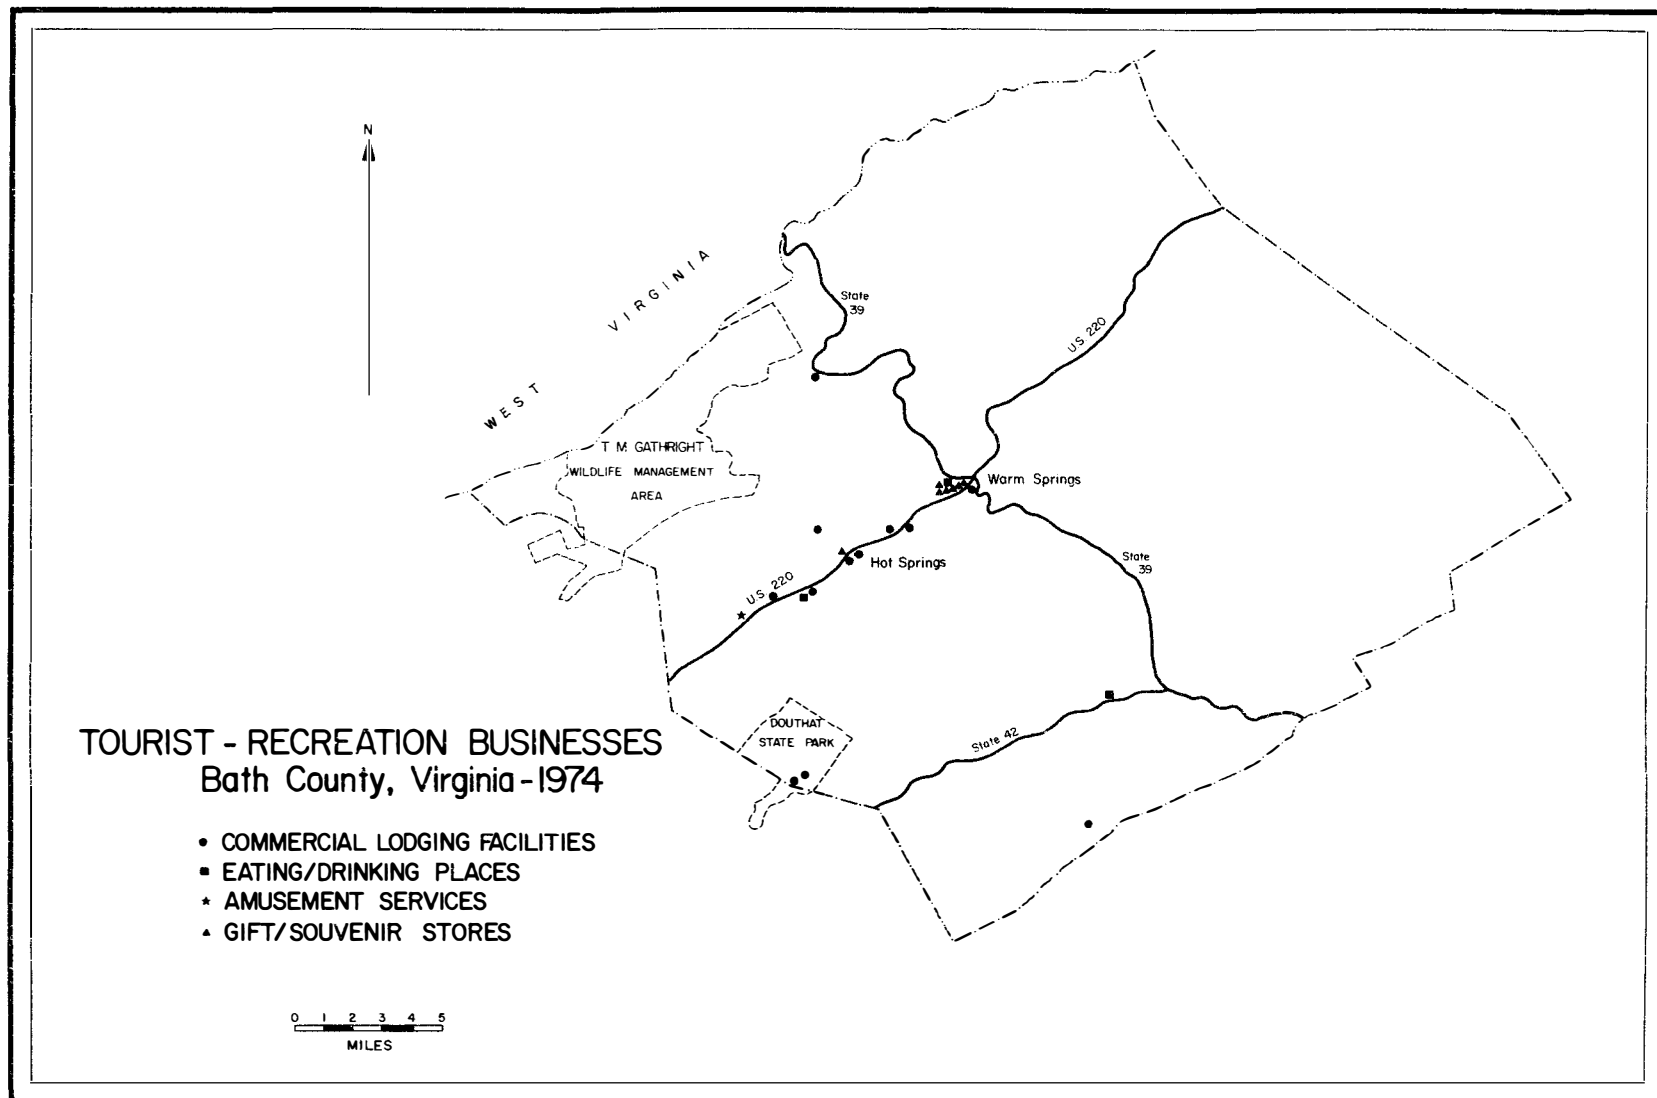 N
WEST VIRGINIA
State
39
U.S. 220
T M GATHRIGHT
WILDLIFE MANAGEMENT
AREA
Warm Springs
Hot Springs
State
39
U.S. 220
DOUTHAT
STATE PARK
State 42
TOURIST - RECREATION BUSINESSES
Bath County, Virginia - 1974
COMMERCIAL LODGING FACILITIES
EATING/DRINKING PLACES
AMUSEMENT SERVICES
GIFT/SOUVENIR STORES
0 1 2 3 4 5
MILES